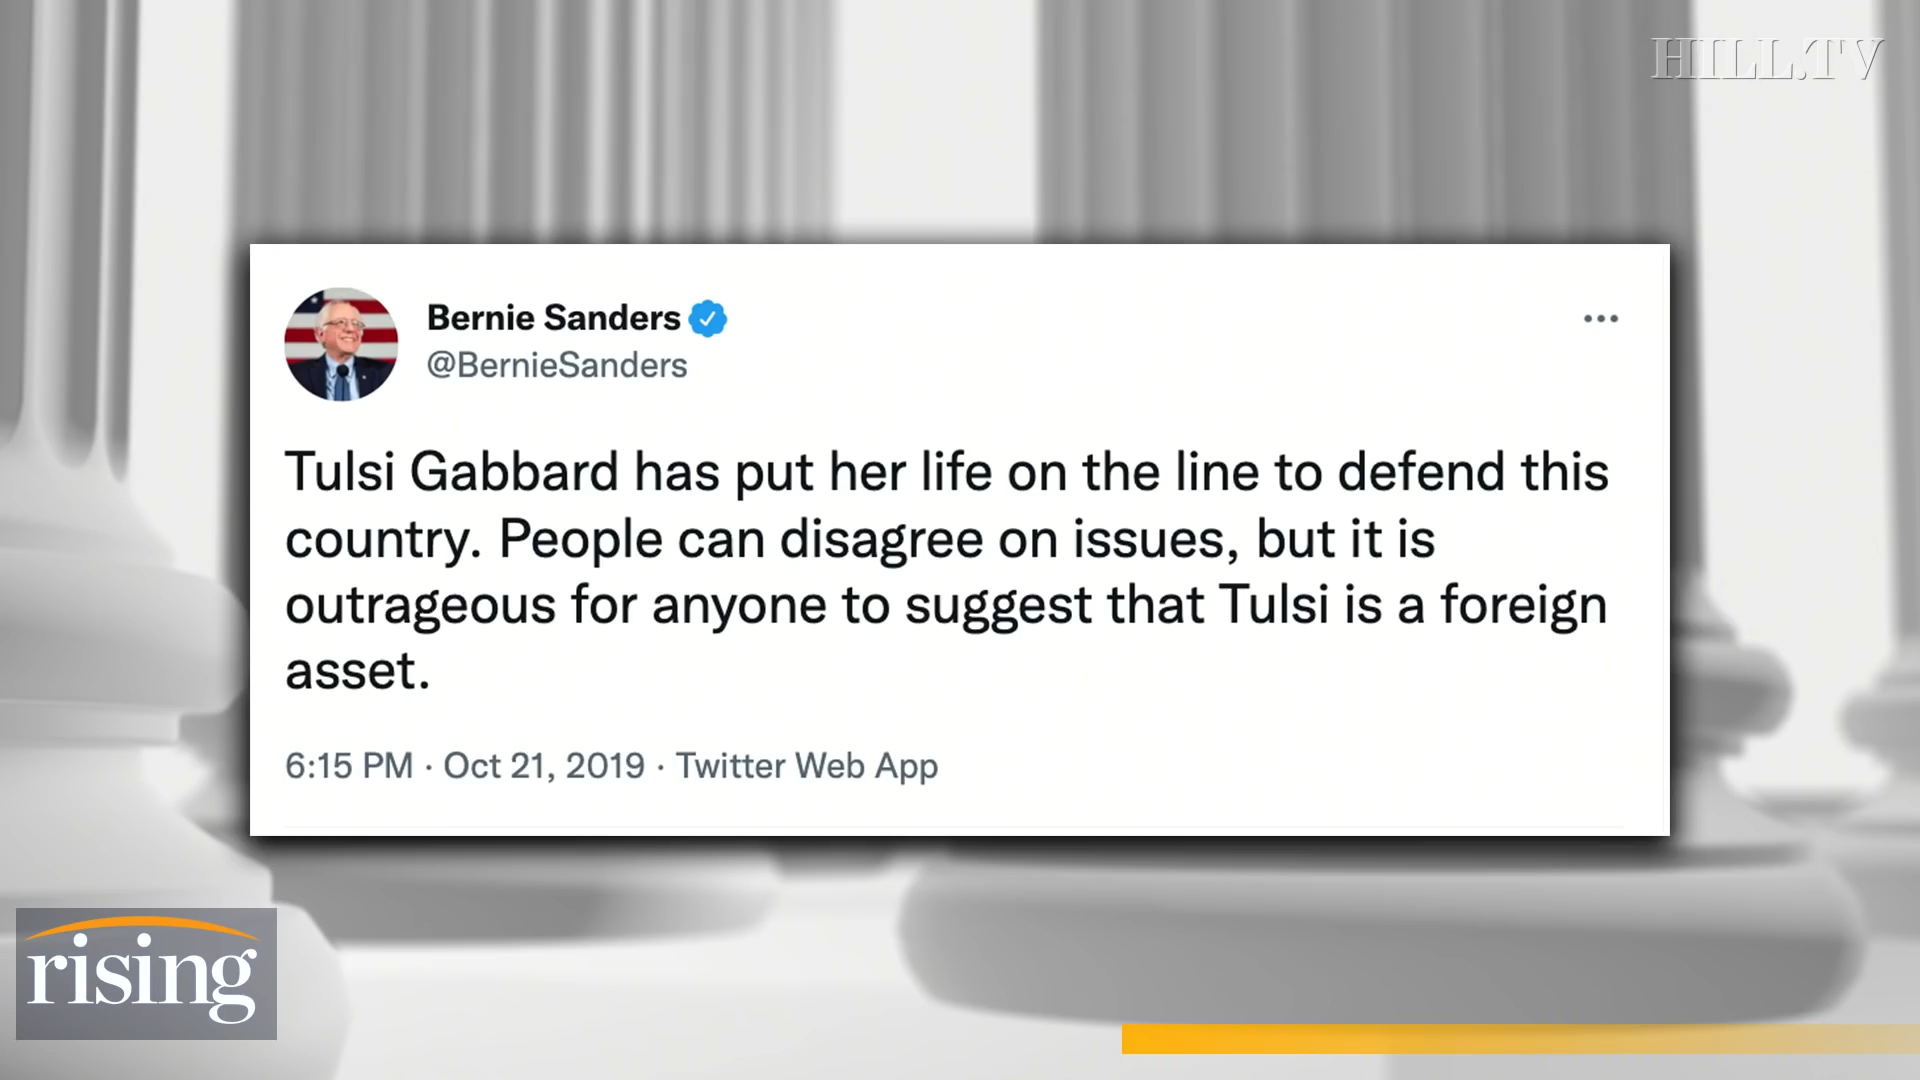 HILL.TV
Bernie Sanders
@BernieSanders
Tulsi Gabbard has put her life on the line to defend this
country. People can disagree on issues, but it is
outrageous for anyone to suggest that Tulsi is a foreign
asset.
6:15 PM · Oct 21, 2019 · Twitter Web App
rising